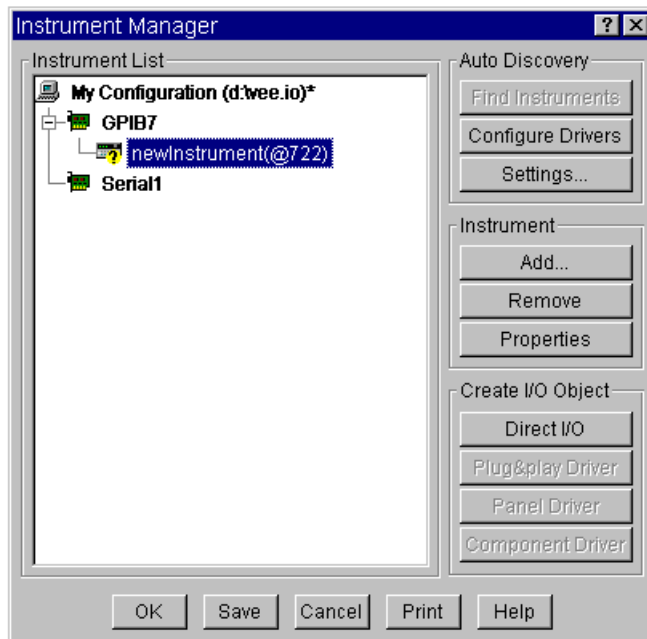 Instrument Manager
Instrument List
My Configuration (d:\vee.io)*
GPIB7
newInstrument(@722)
Serial1
Auto Discovery
Find Instruments
Configure Drivers
Settings...
Instrument
Add...
Remove
Properties
Create I/O Object
Direct I/O
Plug&play Driver
Panel Driver
Component Driver
OK
Save
Cancel
Print
Help